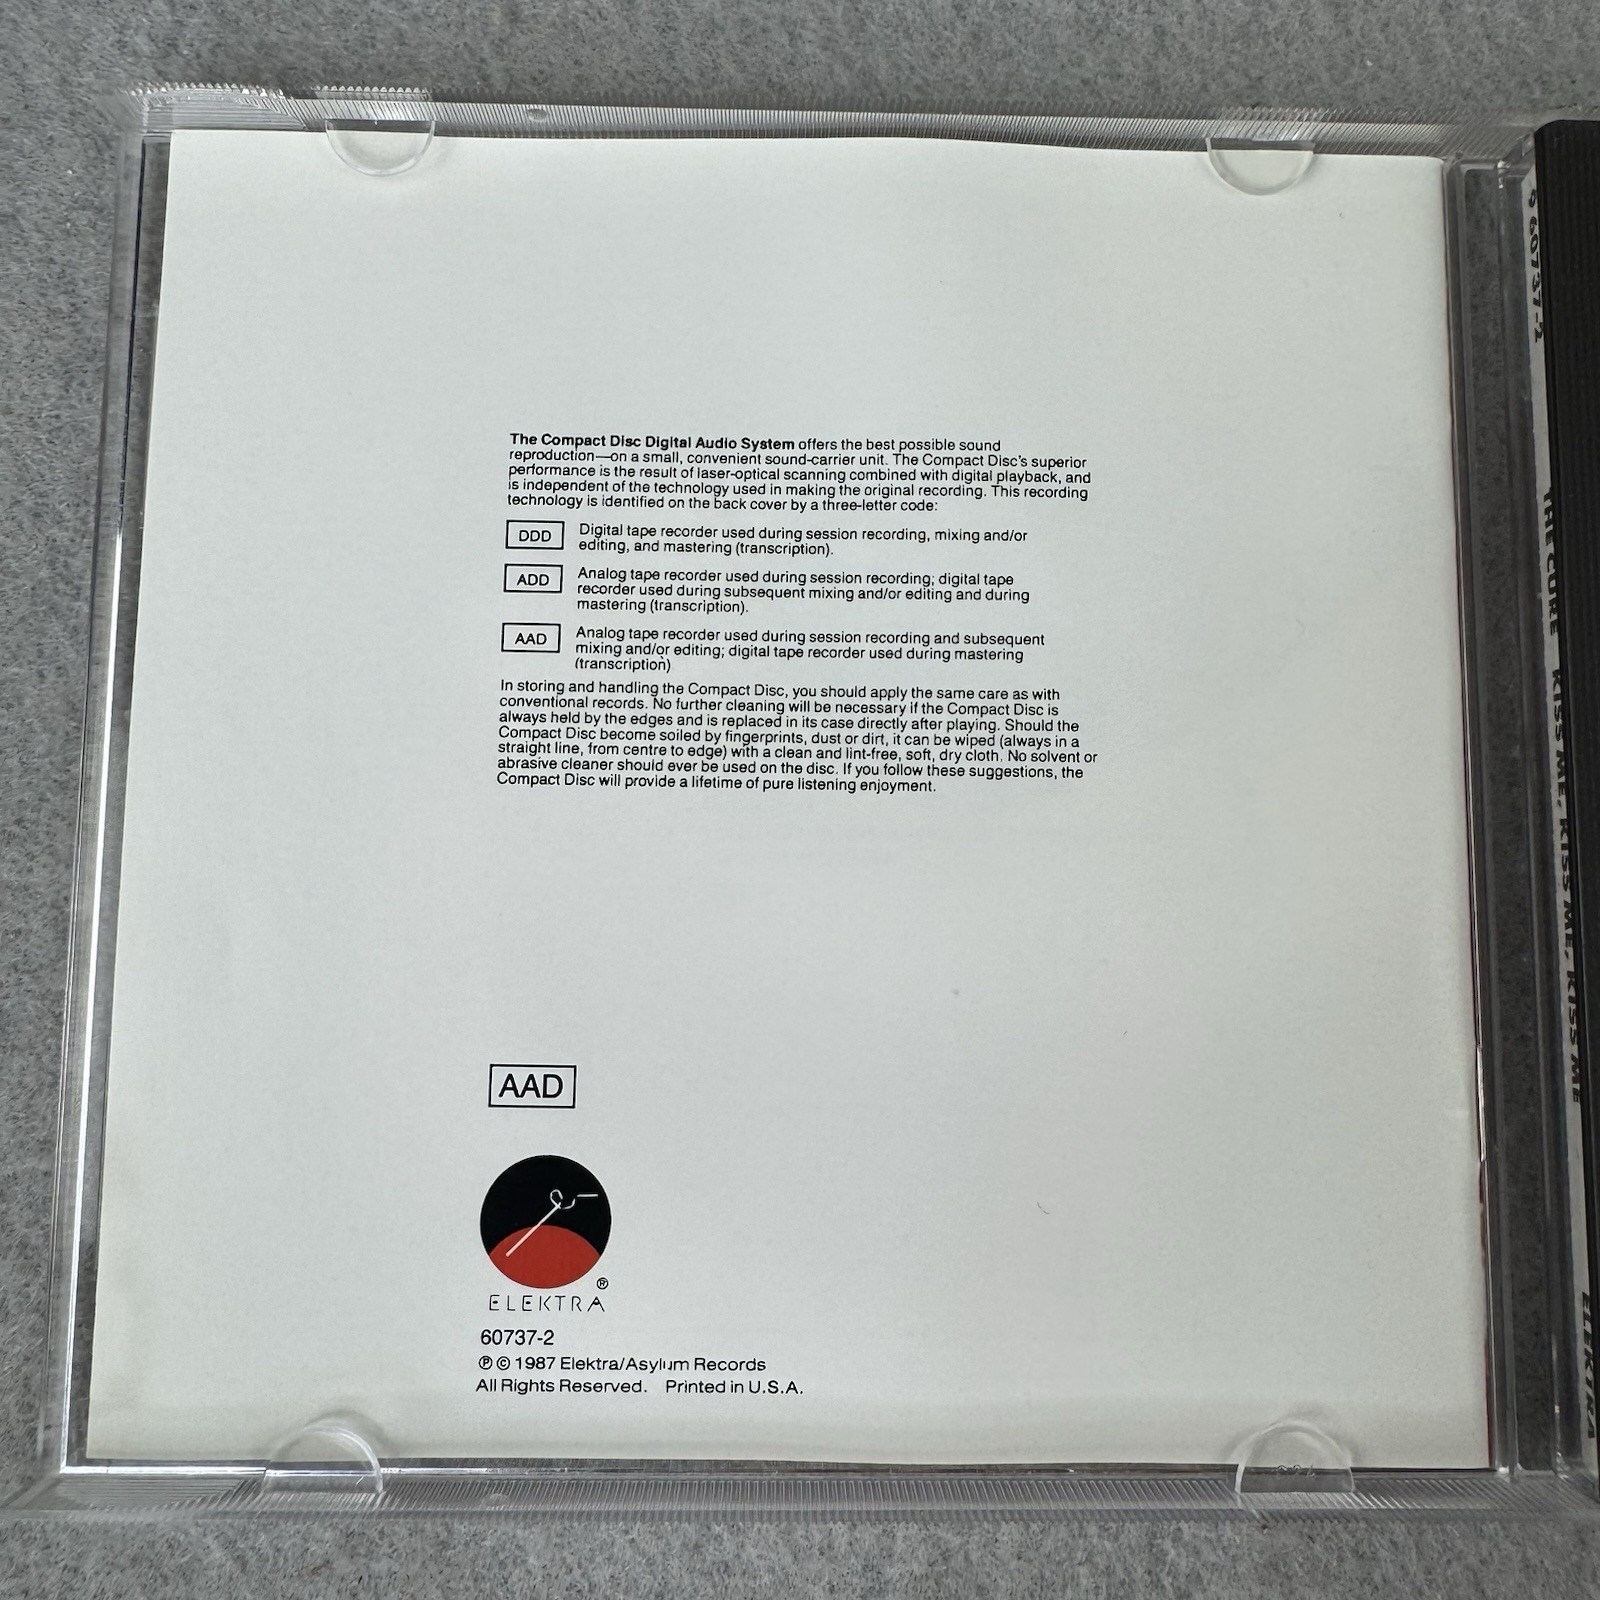 The Compact Disc Digital Audio System offers the best possible sound
reproduction—on a small, convenient sound-carrier unit. The Compact Disc's superior
performance is the result of laser-optical scanning combined with digital playback, and
is independent of the technology used in making the original recording. This recording
technology is identified on the back cover by a three-letter code:
DDD
Digital tape recorder used during session recording, mixing and/or
editing, and mastering (transcription).
ADD
Analog tape recorder used during session recording; digital tape
recorder used during subsequent mixing and/or editing and during
mastering (transcription).
AAD
Analog tape recorder used during session recording and subsequent
mixing and/or editing; digital tape recorder used during mastering
(transcription)
In storing and handling the Compact Disc, you should apply the same care as with
conventional records. No further cleaning will be necessary if the Compact Disc is
always held by the edges and is replaced in its case directly after playing. Should the
Compact Disc become soiled by fingerprints, dust or dirt, it can be wiped (always in a
straight line, from centre to edge) with a clean and lint-free, soft, dry cloth. No solvent or
abrasive cleaner should ever be used on the disc. If you follow these suggestions, the
Compact Disc will provide a lifetime of pure listening enjoyment.
AAD
®
ELEKTRA
60737-2
℗ © 1987 Elektra/Asylum Records
All Rights Reserved. Printed in U.S.A.
60737-2
THE CURE KISS ME, KISS ME, KISS ME
ELEKTRA